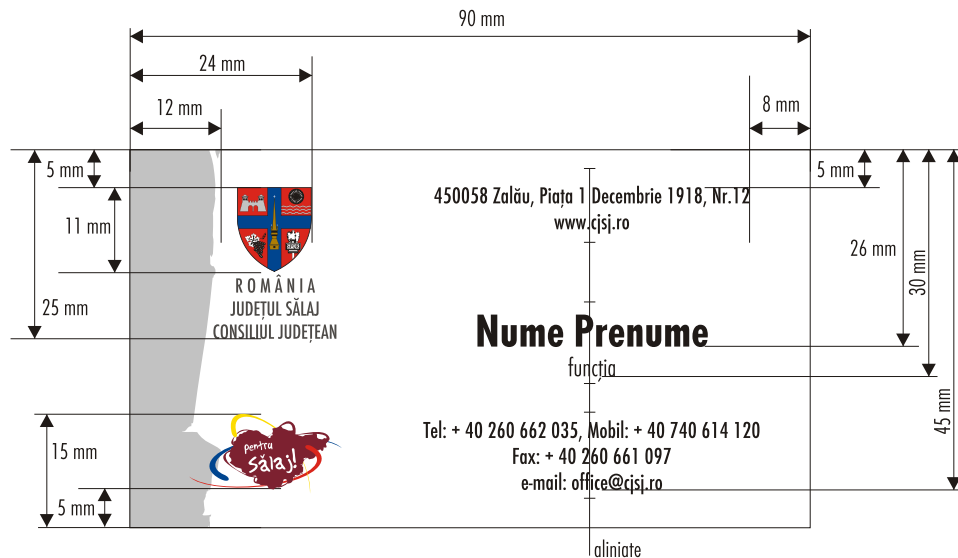 90 mm
24 mm
12 mm
8 mm
5 mm
5 mm
11 mm
25 mm
26 mm
30 mm
45 mm
450058 Zalău, Piața 1 Decembrie 1918, Nr.12
www.cjsj.ro
ROMÂNIA
JUDEȚUL SĂLAJ
CONSILIUL JUDEȚEAN
Nume Prenume
funcția
15 mm
5 mm
pentru
Sălaj!
Tel: + 40 260 662 035, Mobil: + 40 740 614 120
Fax: + 40 260 661 097
e-mail: office@cjsj.ro
aliniate